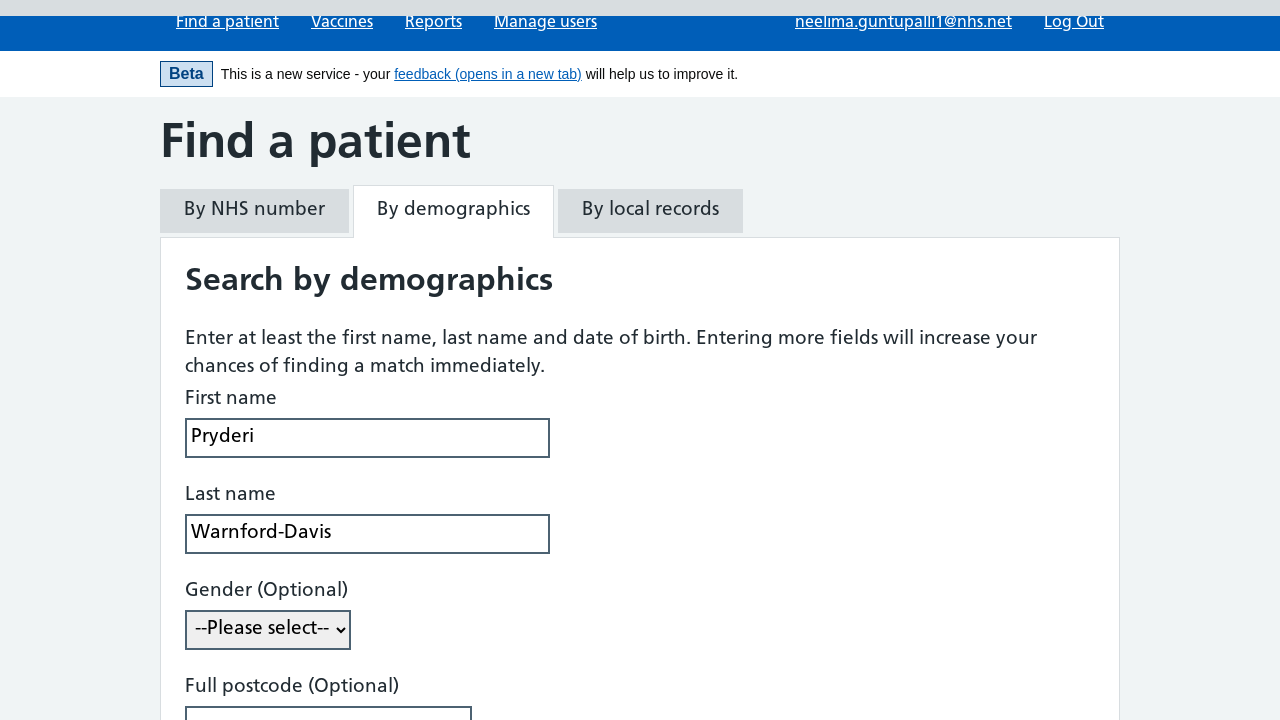 Find a patient Vaccines Reports Manage users neelima.guntupalli1@nhs.net Log Out
Beta This is a new service - your feedback (opens in a new tab) will help us to improve it.
Find a patient
By NHS number By demographics By local records
Search by demographics
Enter at least the first name, last name and date of birth. Entering more fields will increase your
chances of finding a match immediately.
First name
Pryderi
Last name
Warnford-Davis
Gender (Optional)
--Please select--
Full postcode (Optional)